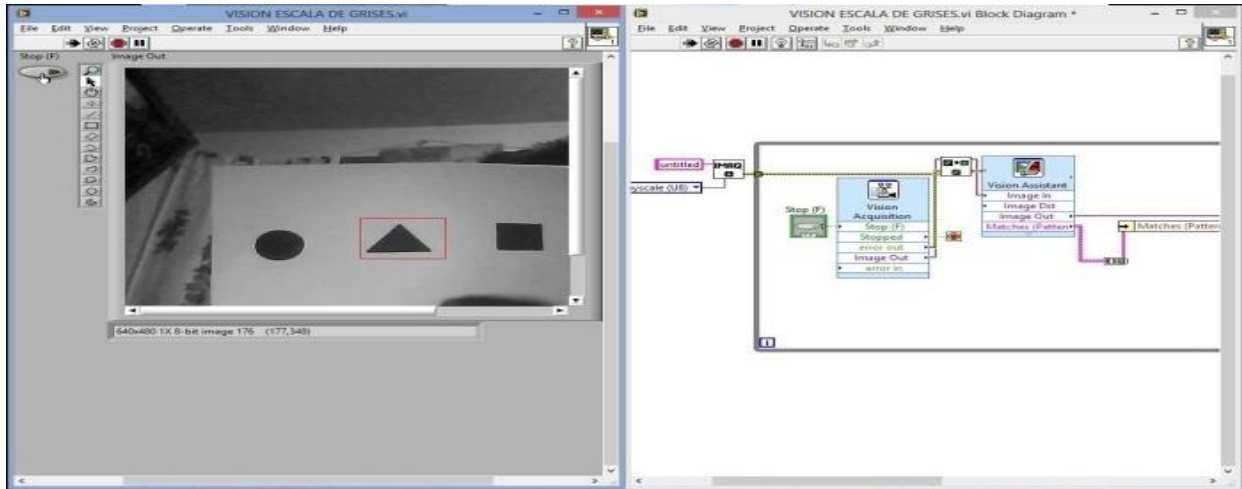 VISION ESCALA DE GRISES.vi
File Edit View Project Operate Tools Window Help
Stop (F)
Image Out
640x480 1X 8-bit image 176 (177,348)
VISION ESCALA DE GRISES.vi Block Diagram *
File Edit View Project Operate Tools Window Help
untitled
IMAQ
yscale (U8)
Stop (F)
Vision Acquisition
Stop (F)
Stopped
error out
Image Out
error in
Vision Assistant
Image In
Image Dst
Image Out
Matches (Patter
Matches (Patter
i